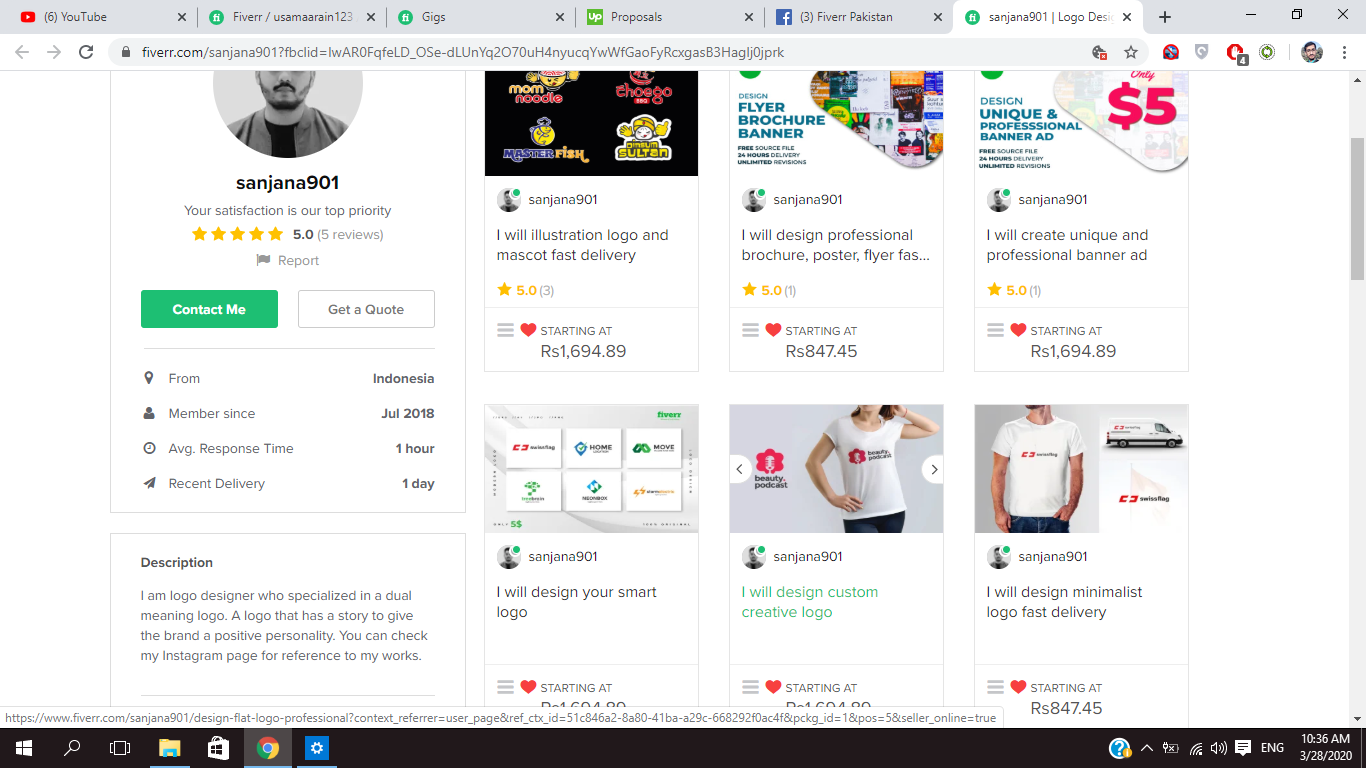 (6) YouTube
Fiverr / usamaarain123
Gigs
Up
Proposals
(3) Fiverr Pakistan
sanjana901 | Logo Desi
fiverr.com/sanjana901?fbclid=IwAR0FqfeLD_OSe-dLUnYq2O70uH4nyucqYwWfGaoFyRcxgasB3HagIj0jprk
4
sanjana901
Your satisfaction is our top priority
5.0 (5 reviews)
Report
Contact Me
Get a Quote
From Indonesia
Member since Jul 2018
Avg. Response Time 1 hour
Recent Delivery 1 day
Description
I am logo designer who specialized in a dual
meaning logo. A logo that has a story to give
the brand a positive personality. You can check
my Instagram page for reference to my works.
mom
noodle
choego
BBQ
MASTER FISH
DIMSUM
SULTAN
sanjana901
I will illustration logo and
mascot fast delivery
5.0 (3)
STARTING AT
Rs1,694.89
DESIGN
FLYER
BROCHURE
BANNER
FREE SOURCE FILE
24 HOURS DELIVERY
UNLIMITED REVISIONS
sanjana901
I will design professional
brochure, poster, flyer fas...
5.0 (1)
STARTING AT
Rs847.45
Only
$5
DESIGN
UNIQUE &
PROFESSSIONAL
BANNER AD
FREE SOURCE FILE
24 HOURS DELIVERY
UNLIMITED REVISIONS
sanjana901
I will create unique and
professional banner ad
5.0 (1)
STARTING AT
Rs1,694.89
fiverr
swissflag
HOME
MOVE
NEONBOX
ONLY 5$
100% ORIGINAL
sanjana901
I will design your smart
logo
STARTING AT
Rs1,694.89
beauty.
podcast
beauty.
podcast
sanjana901
I will design custom
creative logo
STARTING AT
Rs1,694.89
swissflag
swissflag
swissflag
sanjana901
I will design minimalist
logo fast delivery
STARTING AT
Rs847.45
https://www.fiverr.com/sanjana901/design-flat-logo-professional?context_referrer=user_page&ref_ctx_id=51c846a2-8a80-41ba-a29c-668292f0ac4f&pckg_id=1&pos=5&seller_online=true
ENG
10:36 AM
3/28/2020